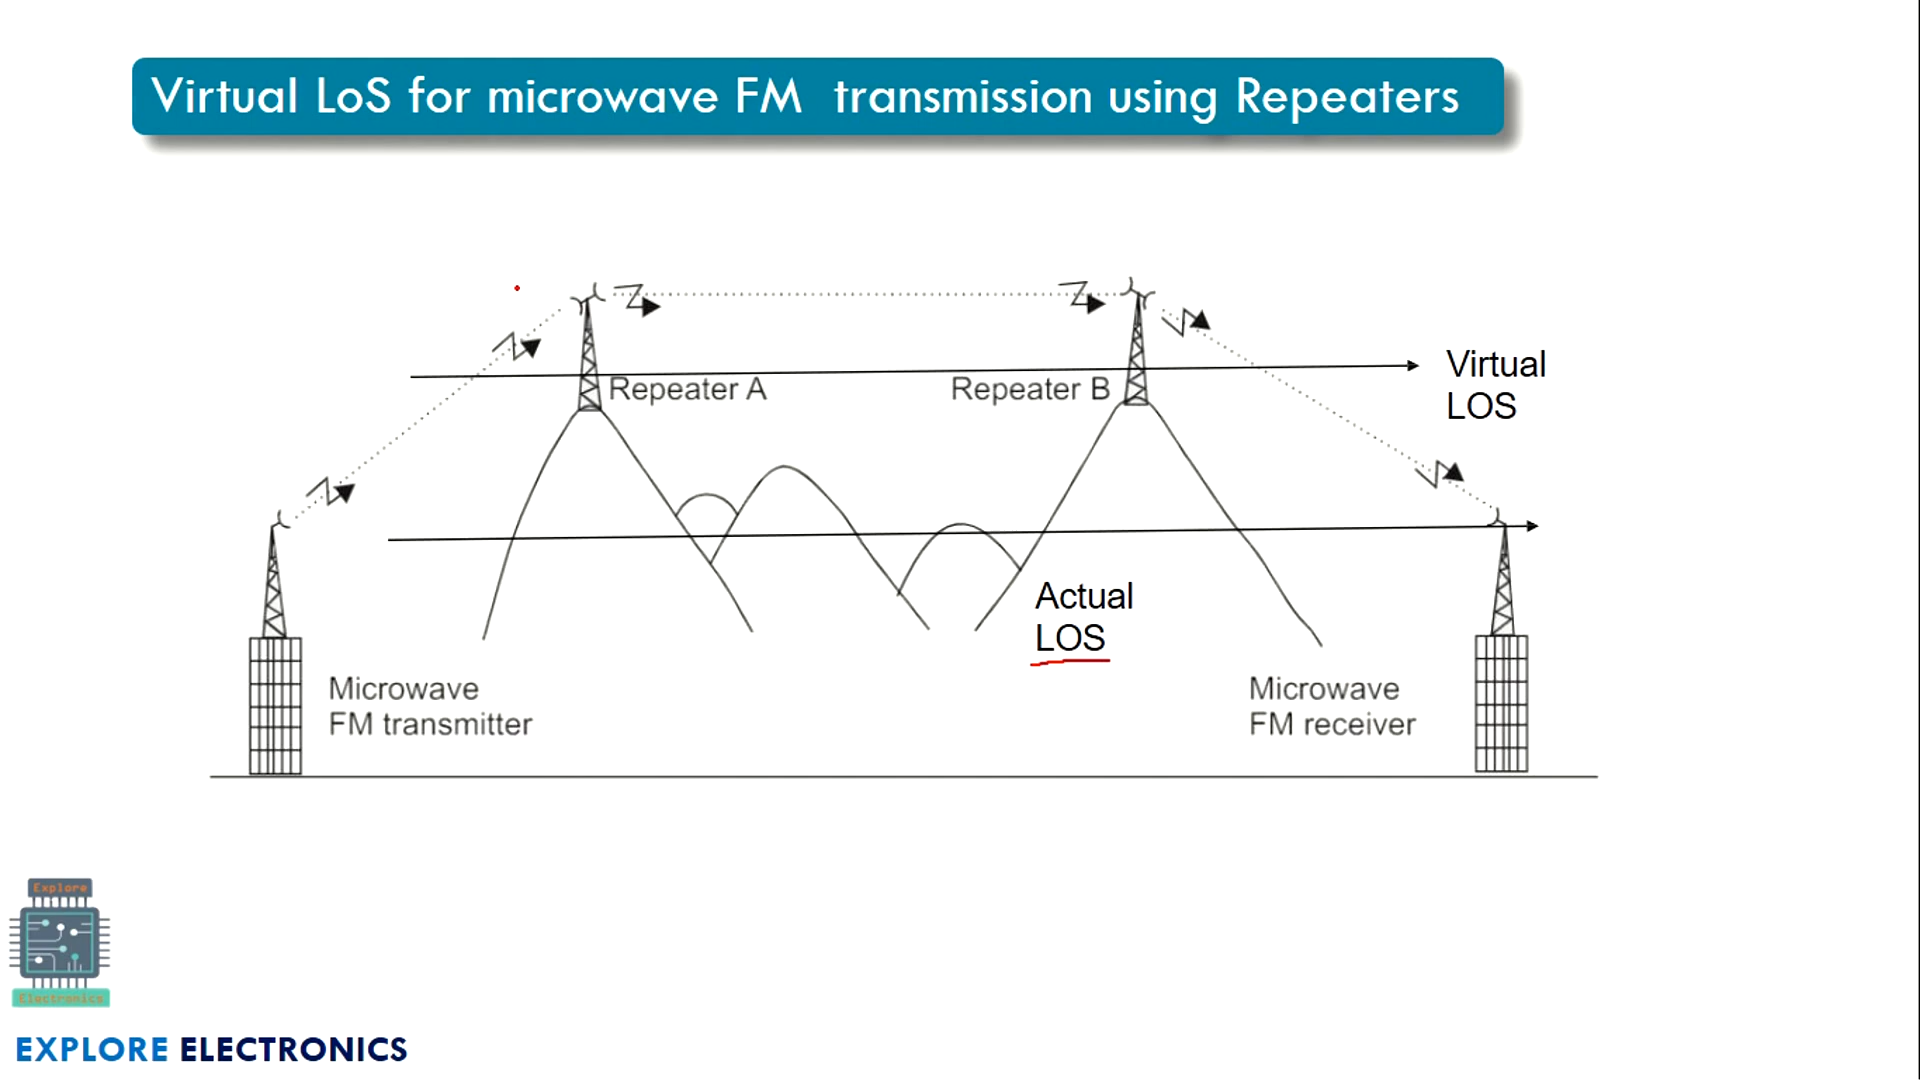 Virtual LoS for microwave FM transmission using Repeaters
Virtual
LOS
Repeater A
Repeater B
Actual
LOS
Microwave
FM transmitter
Microwave
FM receiver
Explore
Electronics
EXPLORE ELECTRONICS